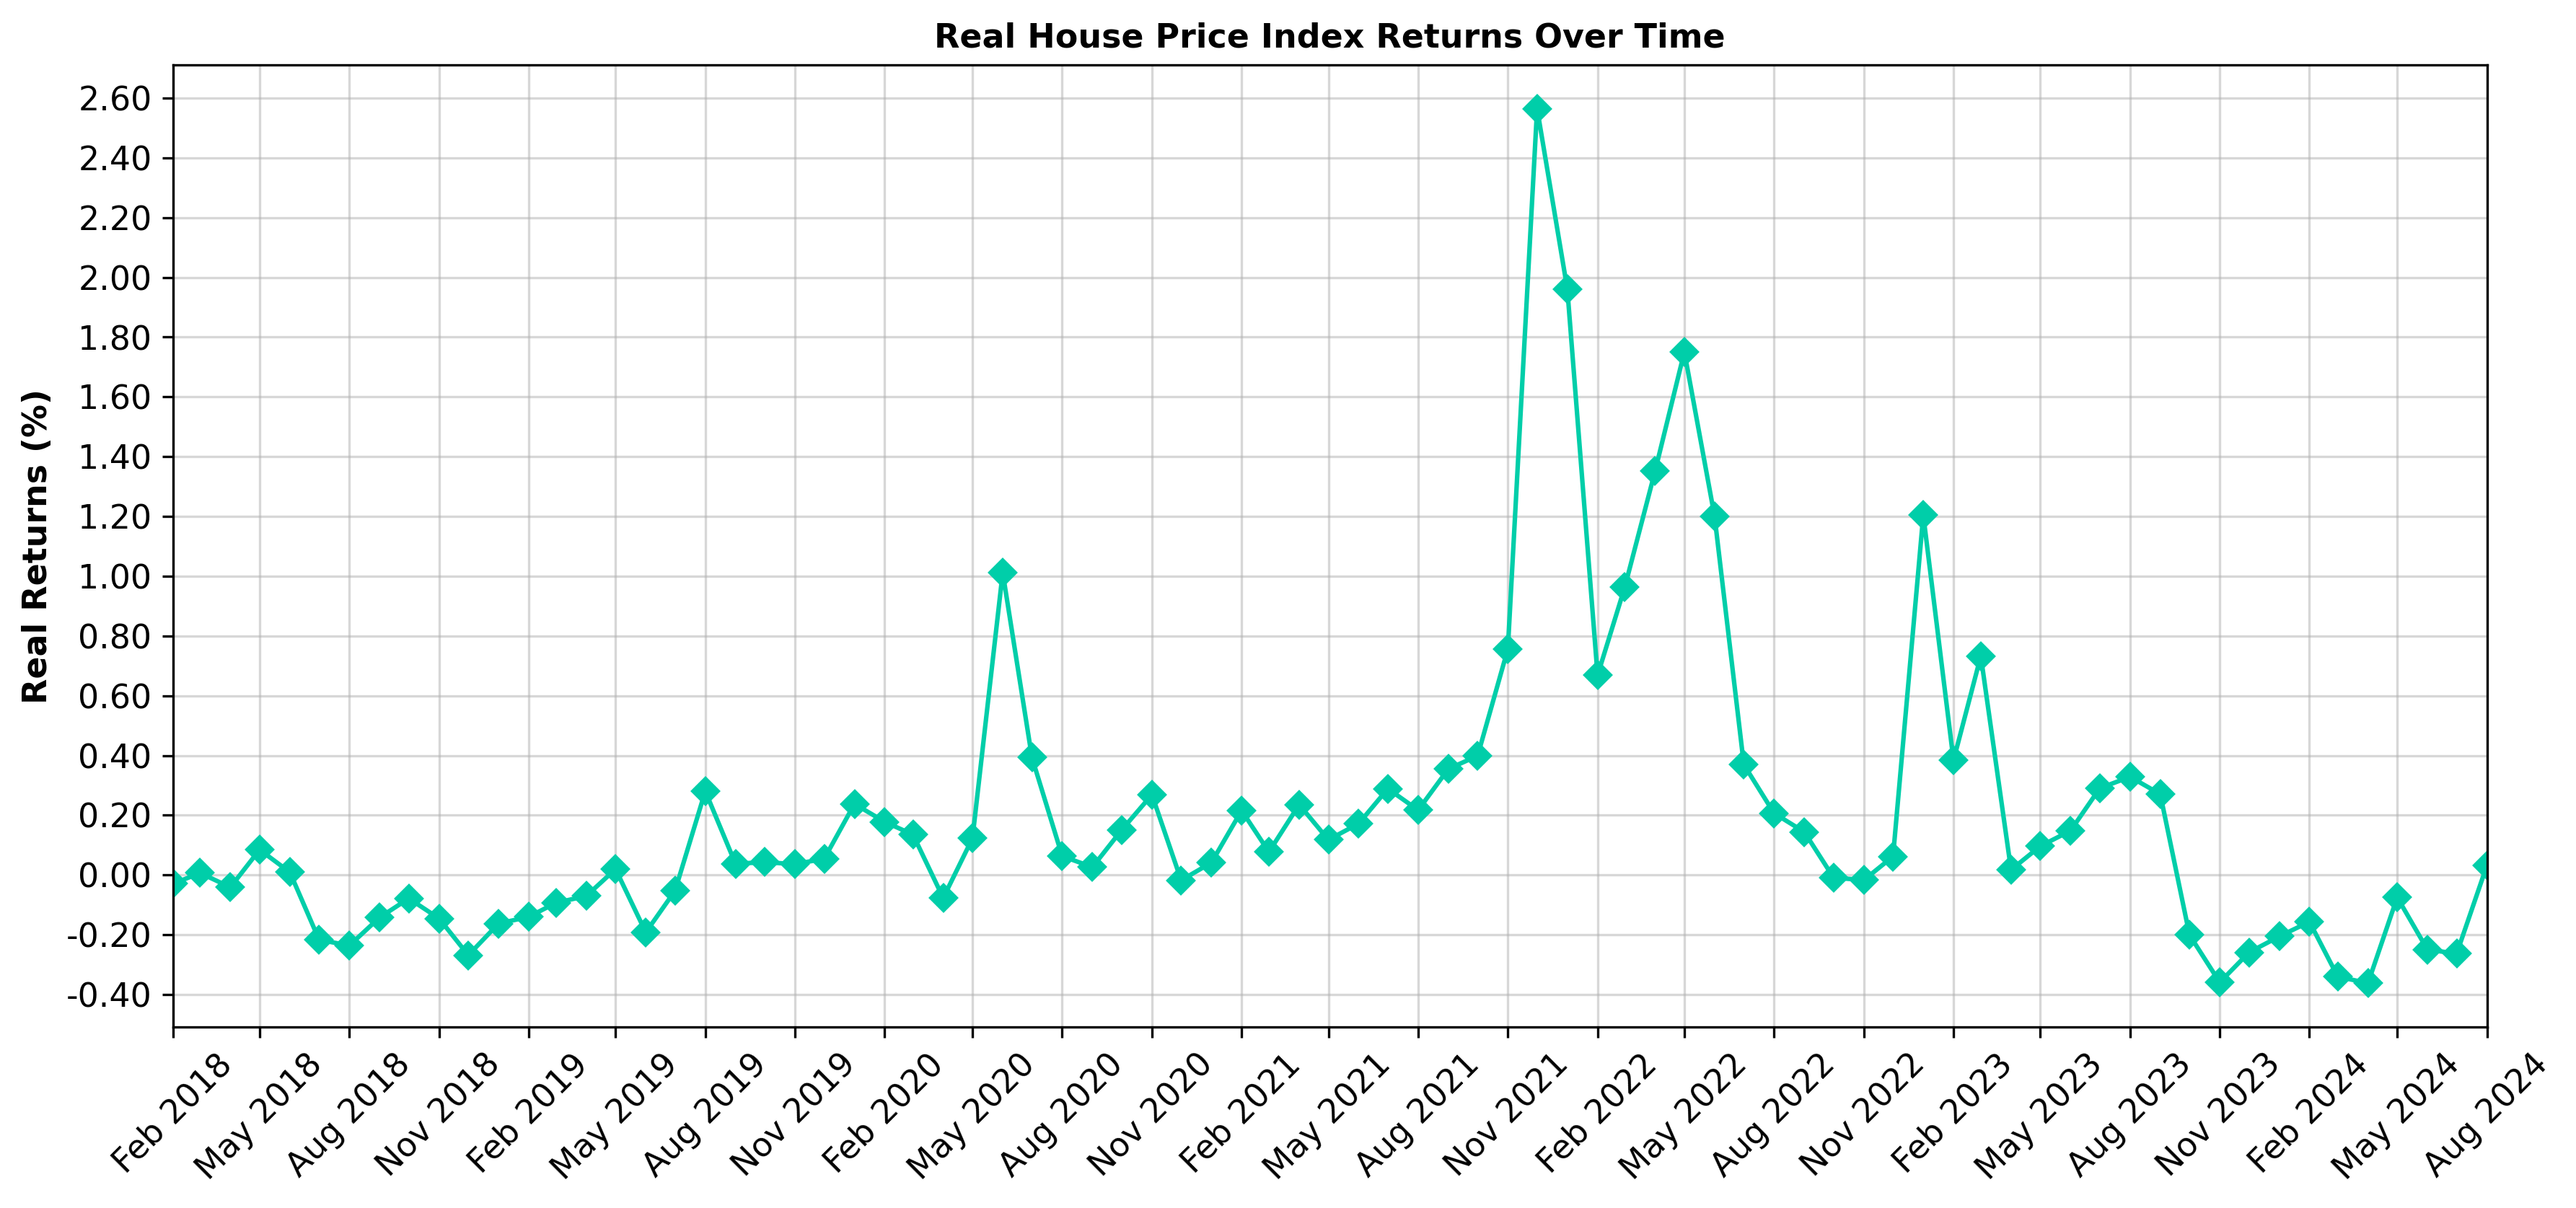 Real House Price Index Returns Over Time
Real Returns (%)
2.60
2.40
2.20
2.00
1.80
1.60
1.40
1.20
1.00
0.80
0.60
0.40
0.20
0.00
-0.20
-0.40
Feb 2018
May 2018
Aug 2018
Nov 2018
Feb 2019
May 2019
Aug 2019
Nov 2019
Feb 2020
May 2020
Aug 2020
Nov 2020
Feb 2021
May 2021
Aug 2021
Nov 2021
Feb 2022
May 2022
Aug 2022
Nov 2022
Feb 2023
May 2023
Aug 2023
Nov 2023
Feb 2024
May 2024
Aug 2024